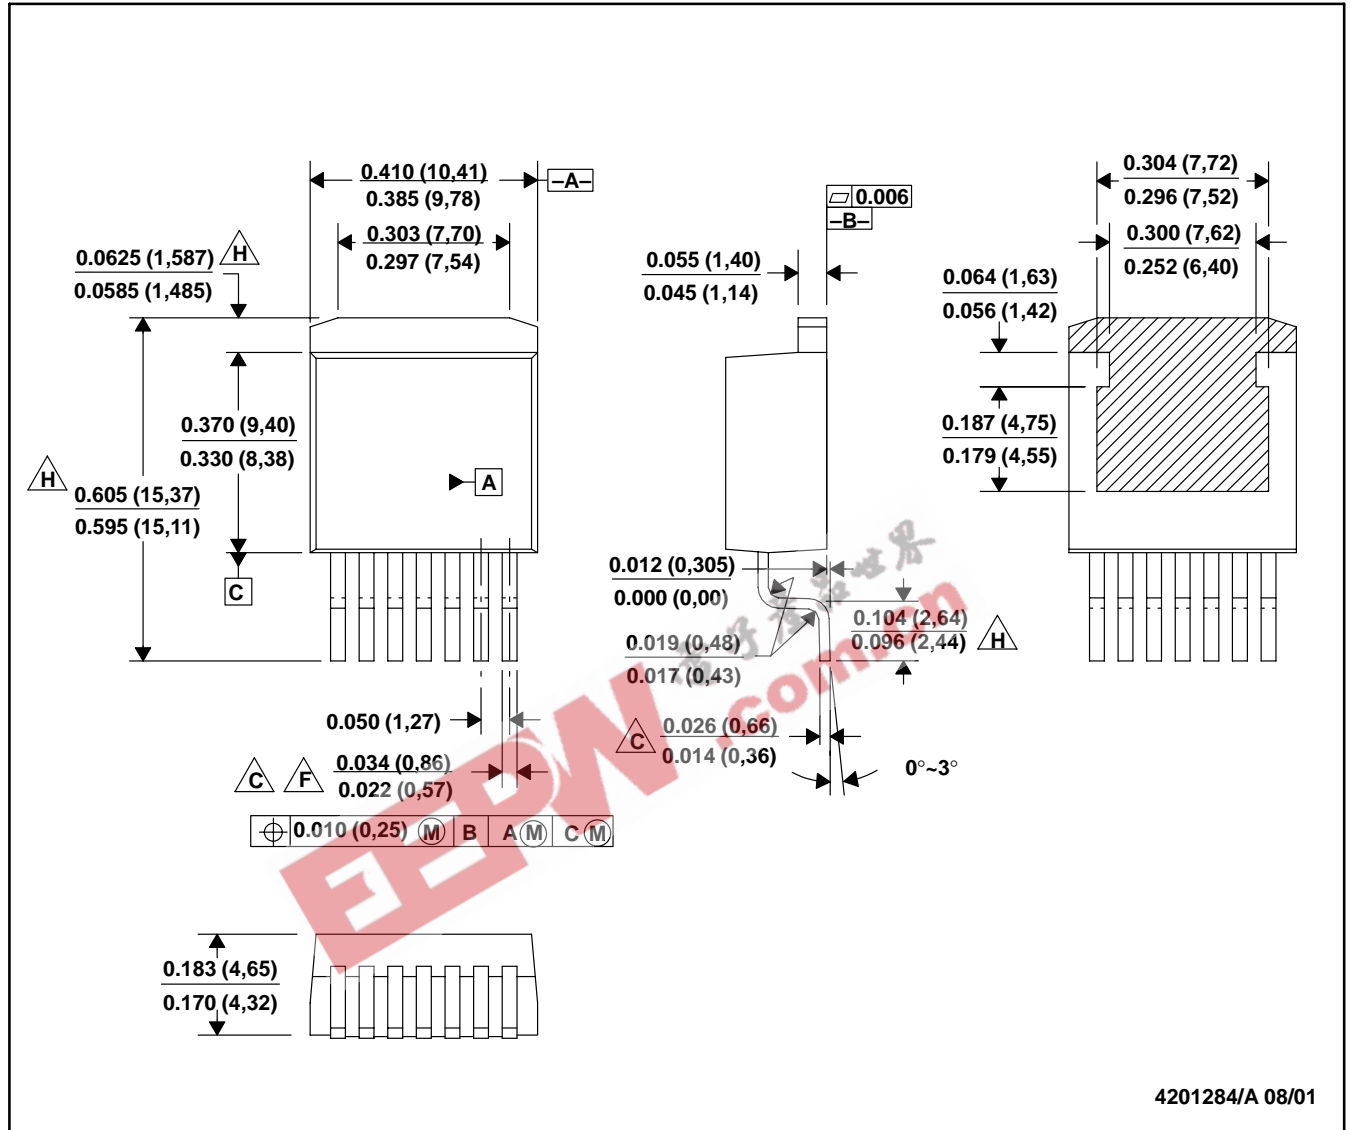 0.410 (10,41)
0.385 (9,78)
–A–
0.303 (7,70)
0.297 (7,54)
0.0625 (1,587)
0.0585 (1,485)
H
0.370 (9,40)
0.330 (8,38)
H
0.605 (15,37)
0.595 (15,11)
A
C
0.050 (1,27)
C
F
0.034 (0,86)
0.022 (0,57)
0.010 (0,25) M B A M C M
0.183 (4,65)
0.170 (4,32)
0.006
–B–
0.055 (1,40)
0.045 (1,14)
0.012 (0,305)
0.000 (0,00)
0.019 (0,48)
0.017 (0,43)
0.104 (2,64)
0.096 (2,44)
H
C
0.026 (0,66)
0.014 (0,36)
0°~3°
0.304 (7,72)
0.296 (7,52)
0.300 (7,62)
0.252 (6,40)
0.064 (1,63)
0.056 (1,42)
0.187 (4,75)
0.179 (4,55)
EEPW.com.cn
电子产品世界
4201284/A 08/01